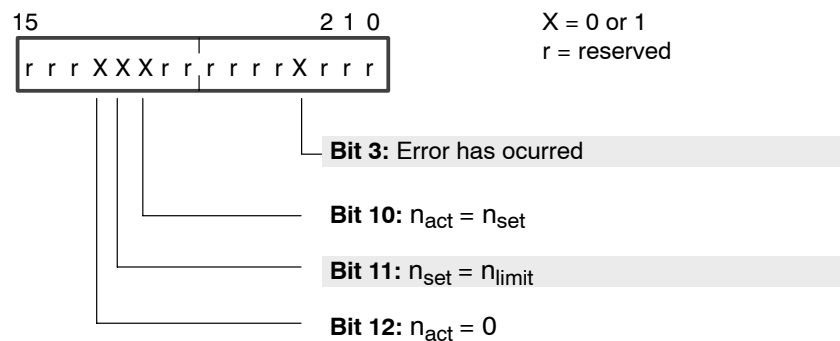 15 2 1 0 X = 0 or 1
r = reserved
r r r X X X r r r r r r X r r r
Bit 3: Error has ocurred
Bit 10: nact = nset
Bit 11: nset = nlimit
Bit 12: nact = 0